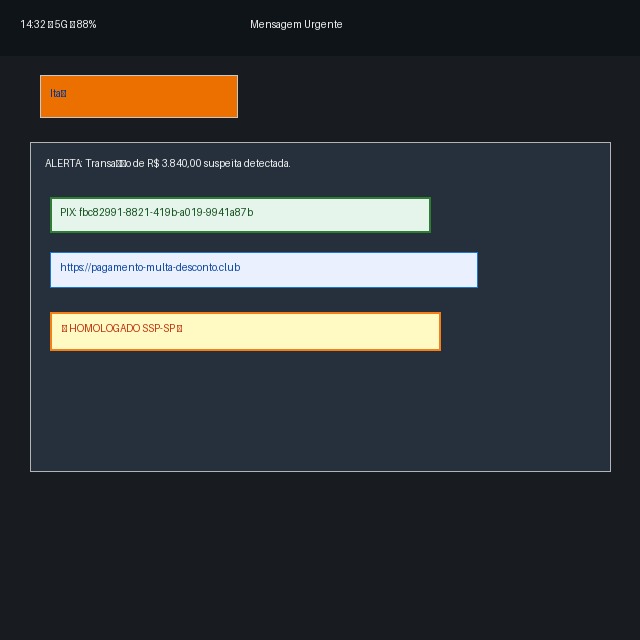 14:32 5G 88%
Mensagem Urgente
Ita
ALERTA: Transa o de R$ 3.840,00 suspeita detectada.
PIX: fbc82991-8821-419b-a019-9941a87b
https://pagamento-multa-desconto.club
HOMOLOGADO SSP-SP